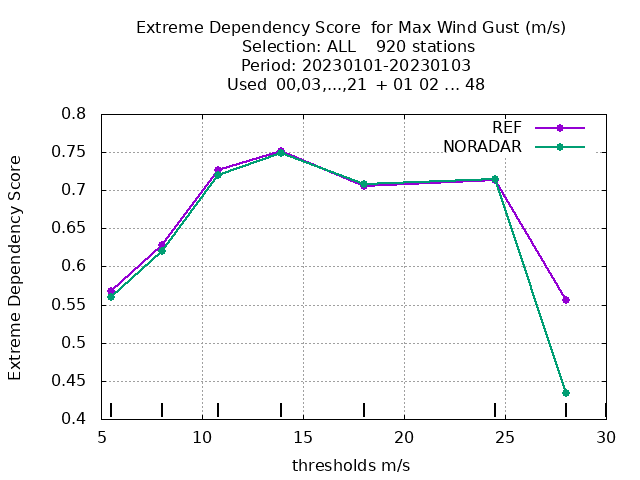 Extreme Dependency Score  for Max Wind Gust (m/s)
Selection: ALL    920 stations
Period: 20230101-20230103
Used  00,03,...,21  + 01 02 ... 48
REF
NORADAR
Extreme Dependency Score
0.8
0.75
0.7
0.65
0.6
0.55
0.5
0.45
0.4
5 10 15 20 25 30
thresholds m/s